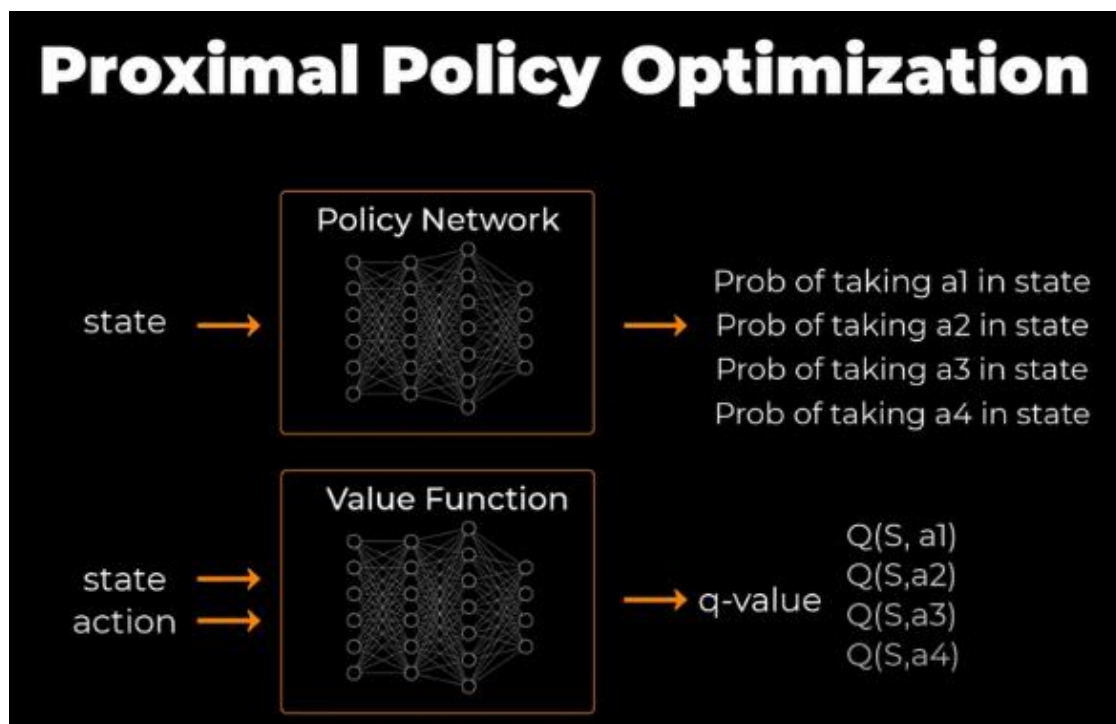 Proximal Policy Optimization
Policy Network
state
Prob of taking a1 in state
Prob of taking a2 in state
Prob of taking a3 in state
Prob of taking a4 in state
Value Function
state
action
q-value
Q(S, a1)
Q(S,a2)
Q(S,a3)
Q(S,a4)